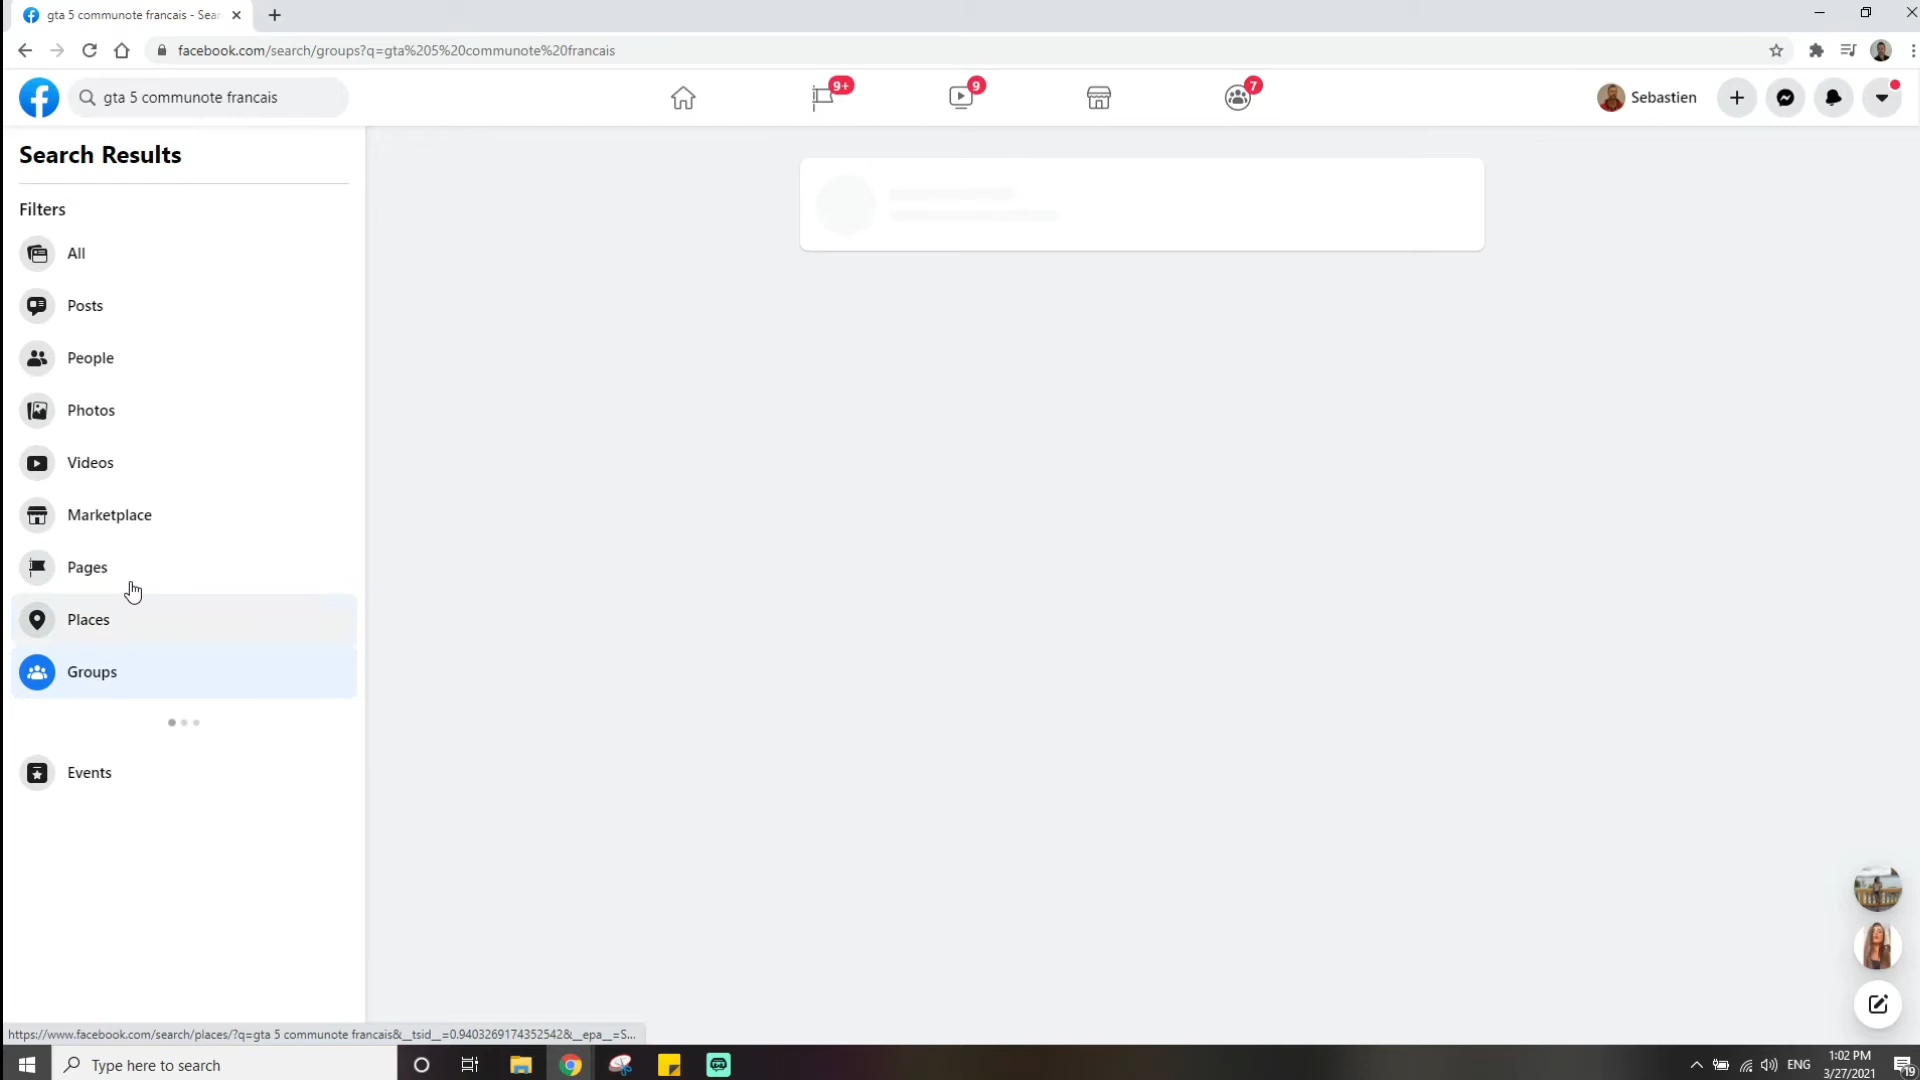 gta 5 communote francais - Sear
facebook.com/search/groups?q=gta%205%20communote%20francais
gta 5 communote francais
9+
9
7
Sebastien
Search Results
Filters
All
Posts
People
Photos
Videos
Marketplace
Pages
Places
Groups
Events
https://www.facebook.com/search/places/?q=gta 5 communote francais&__tsid__=0.9403269174352542&__epa__=S...
Type here to search
ENG
1:02 PM
3/27/2021
19